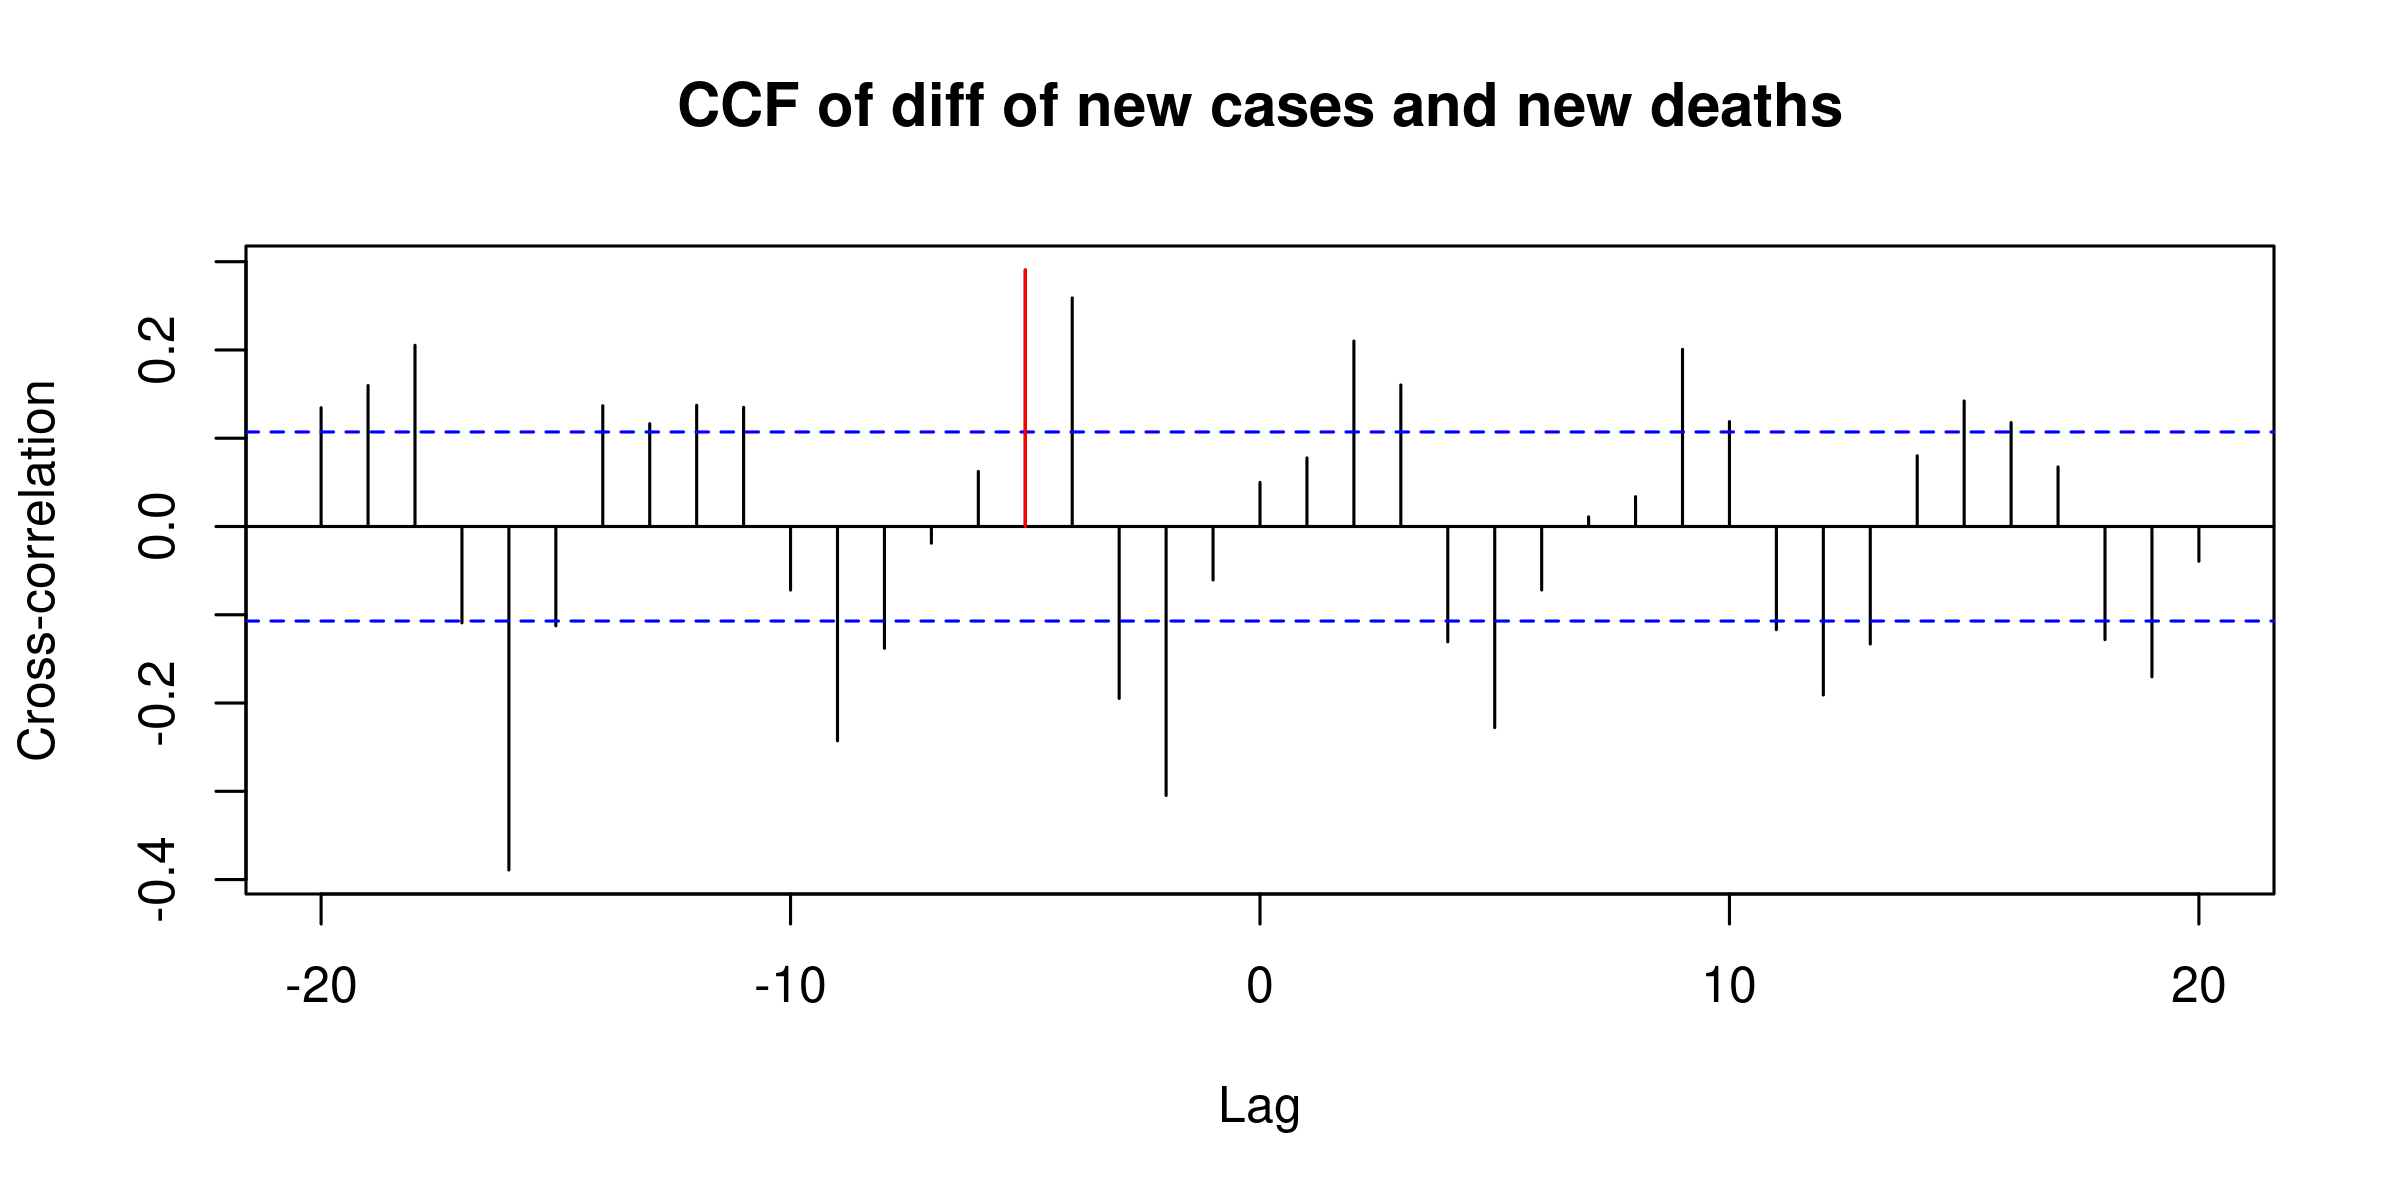 CCF of diff of new cases and new deaths
Cross-correlation
0.2
0.0
-0.2
-0.4
-20 -10 0 10 20
Lag